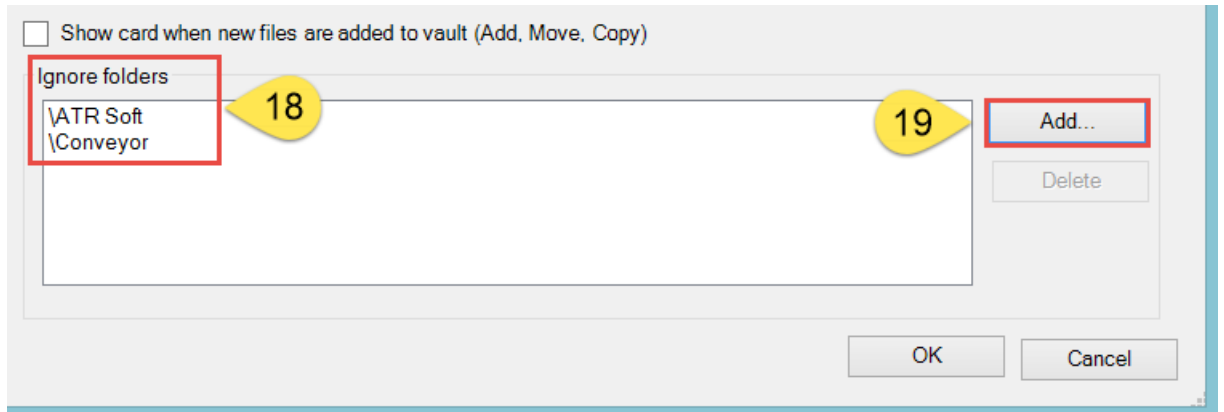 Show card when new files are added to vault (Add, Move, Copy)
Ignore folders
\ATR Soft
\Conveyor
18
19
Add...
Delete
OK
Cancel